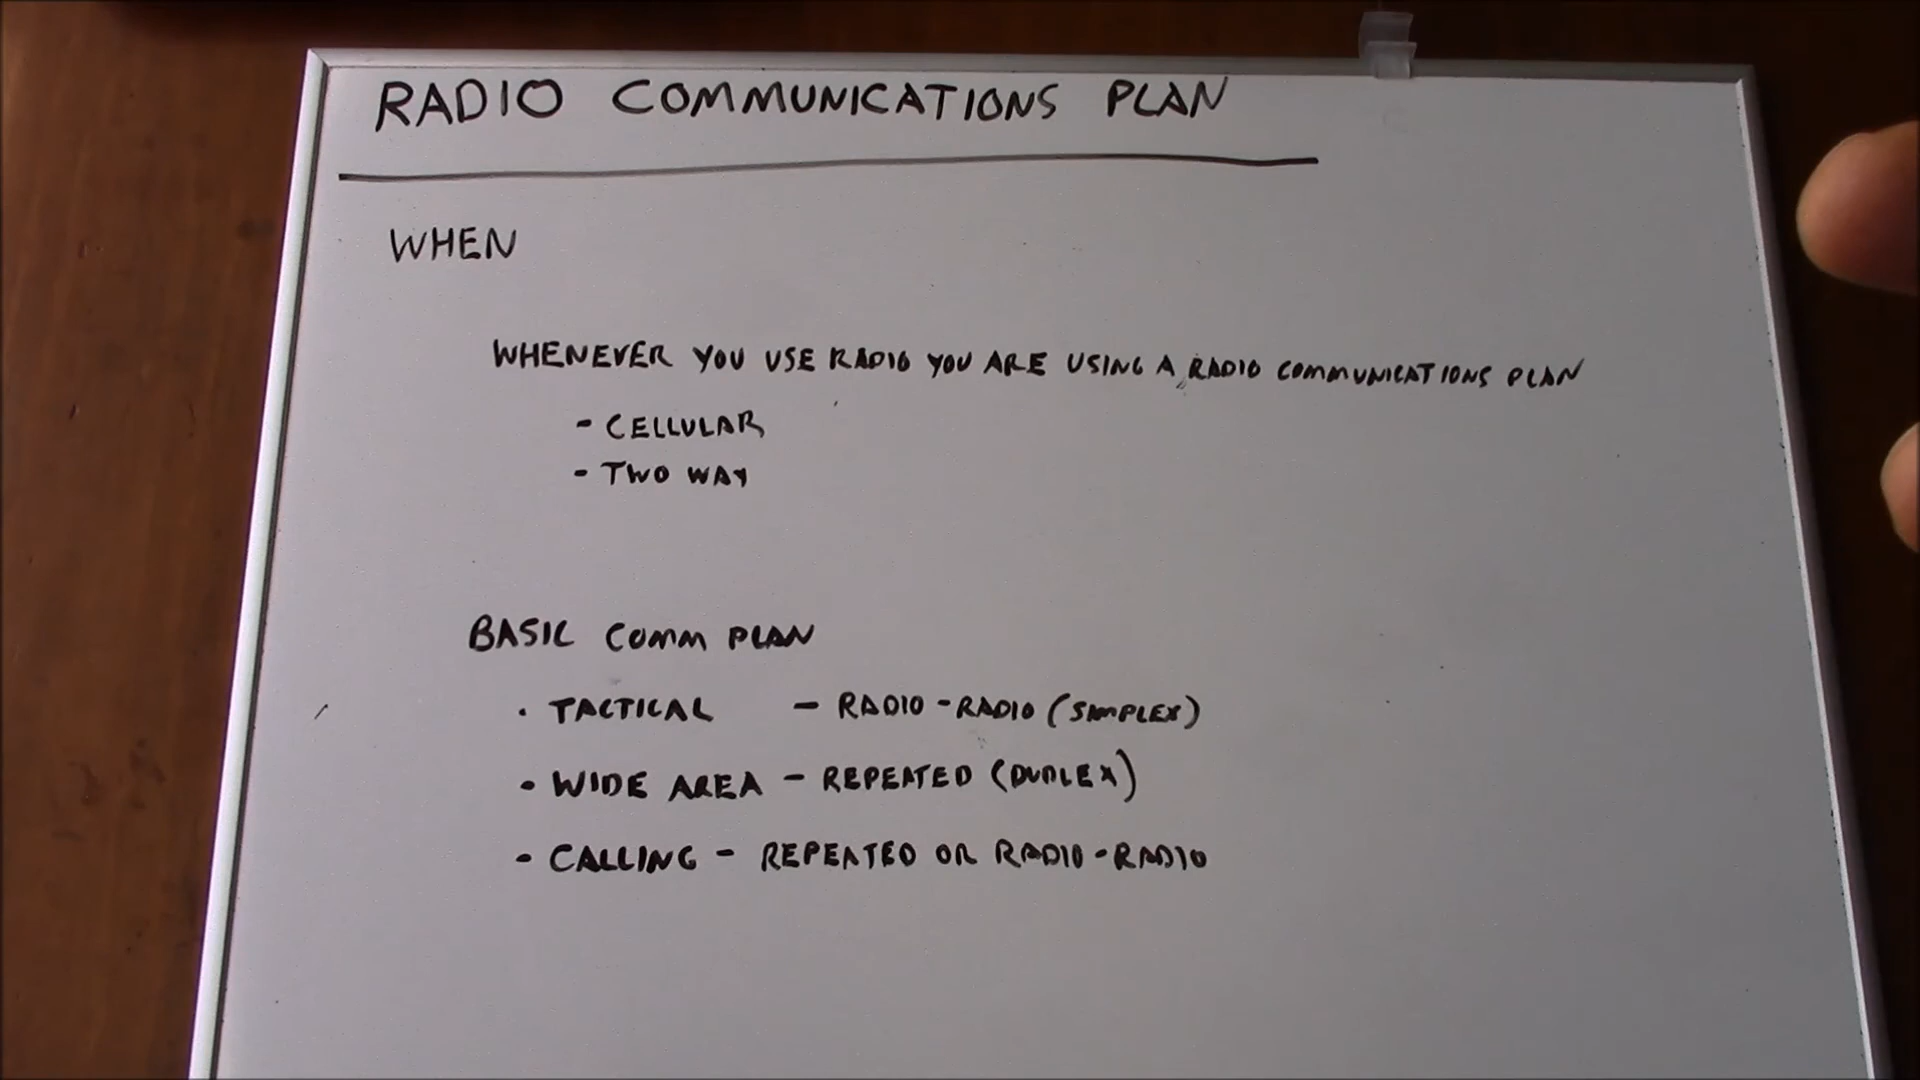 RADIO COMMUNICATIONS PLAN
WHEN
WHENEVER YOU USE RADIO YOU ARE USING A RADIO COMMUNICATIONS PLAN
- CELLULAR
- TWO WAY
BASIC COMM PLAN
• TACTICAL - RADIO-RADIO (SIMPLEX)
• WIDE AREA - REPEATED (DUPLEX)
• CALLING - REPEATED OR RADIO-RADIO